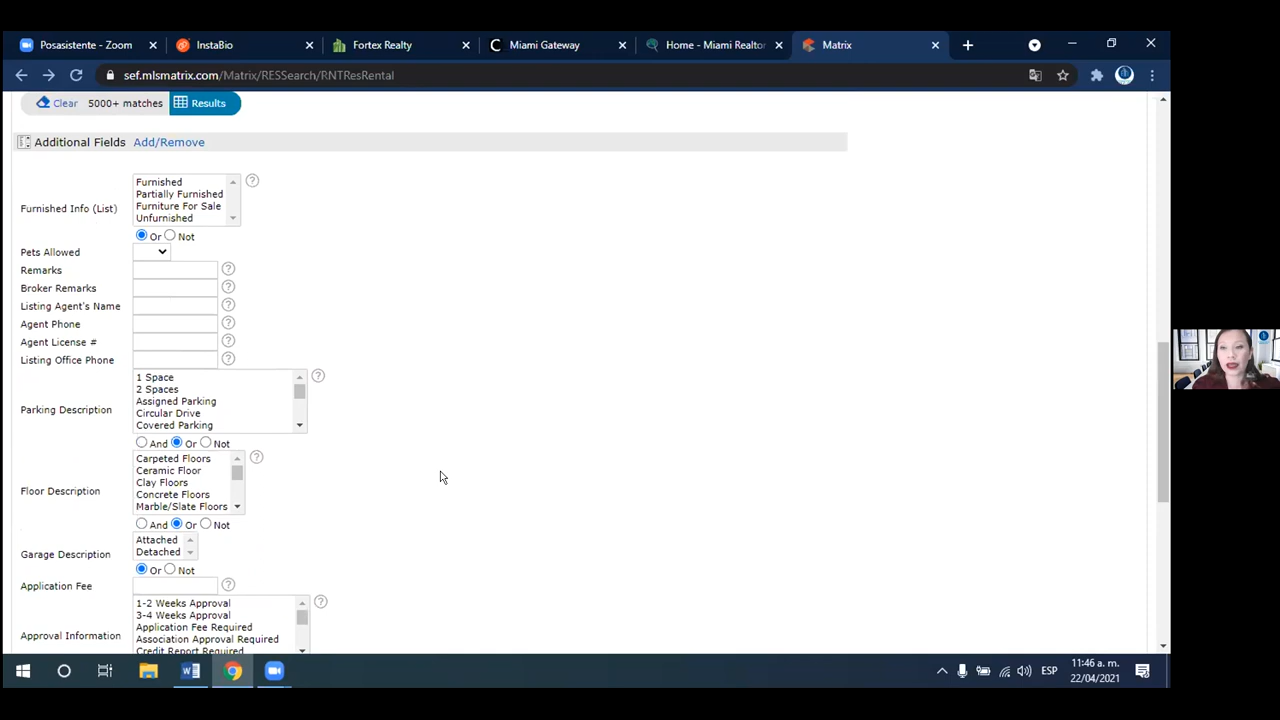 Posasistente - Zoom
InstaBio
Fortex Realty
Miami Gateway
Home - Miami Realtor
Matrix
sef.mlsmatrix.com/Matrix/RESSearch/RNTResRental
Clear 5000+ matches Results
Additional Fields Add/Remove
Furnished Info (List)
Furnished
Partially Furnished
Furniture For Sale
Unfurnished
Or Not
Pets Allowed
Remarks
Broker Remarks
Listing Agent's Name
Agent Phone
Agent License #
Listing Office Phone
Parking Description
1 Space
2 Spaces
Assigned Parking
Circular Drive
Covered Parking
And Or Not
Floor Description
Carpeted Floors
Ceramic Floor
Clay Floors
Concrete Floors
Marble/Slate Floors
And Or Not
Garage Description
Attached
Detached
Or Not
Application Fee
Approval Information
1-2 Weeks Approval
3-4 Weeks Approval
Application Fee Required
Association Approval Required
Credit Report Required
ESP
11:46 a. m.
22/04/2021